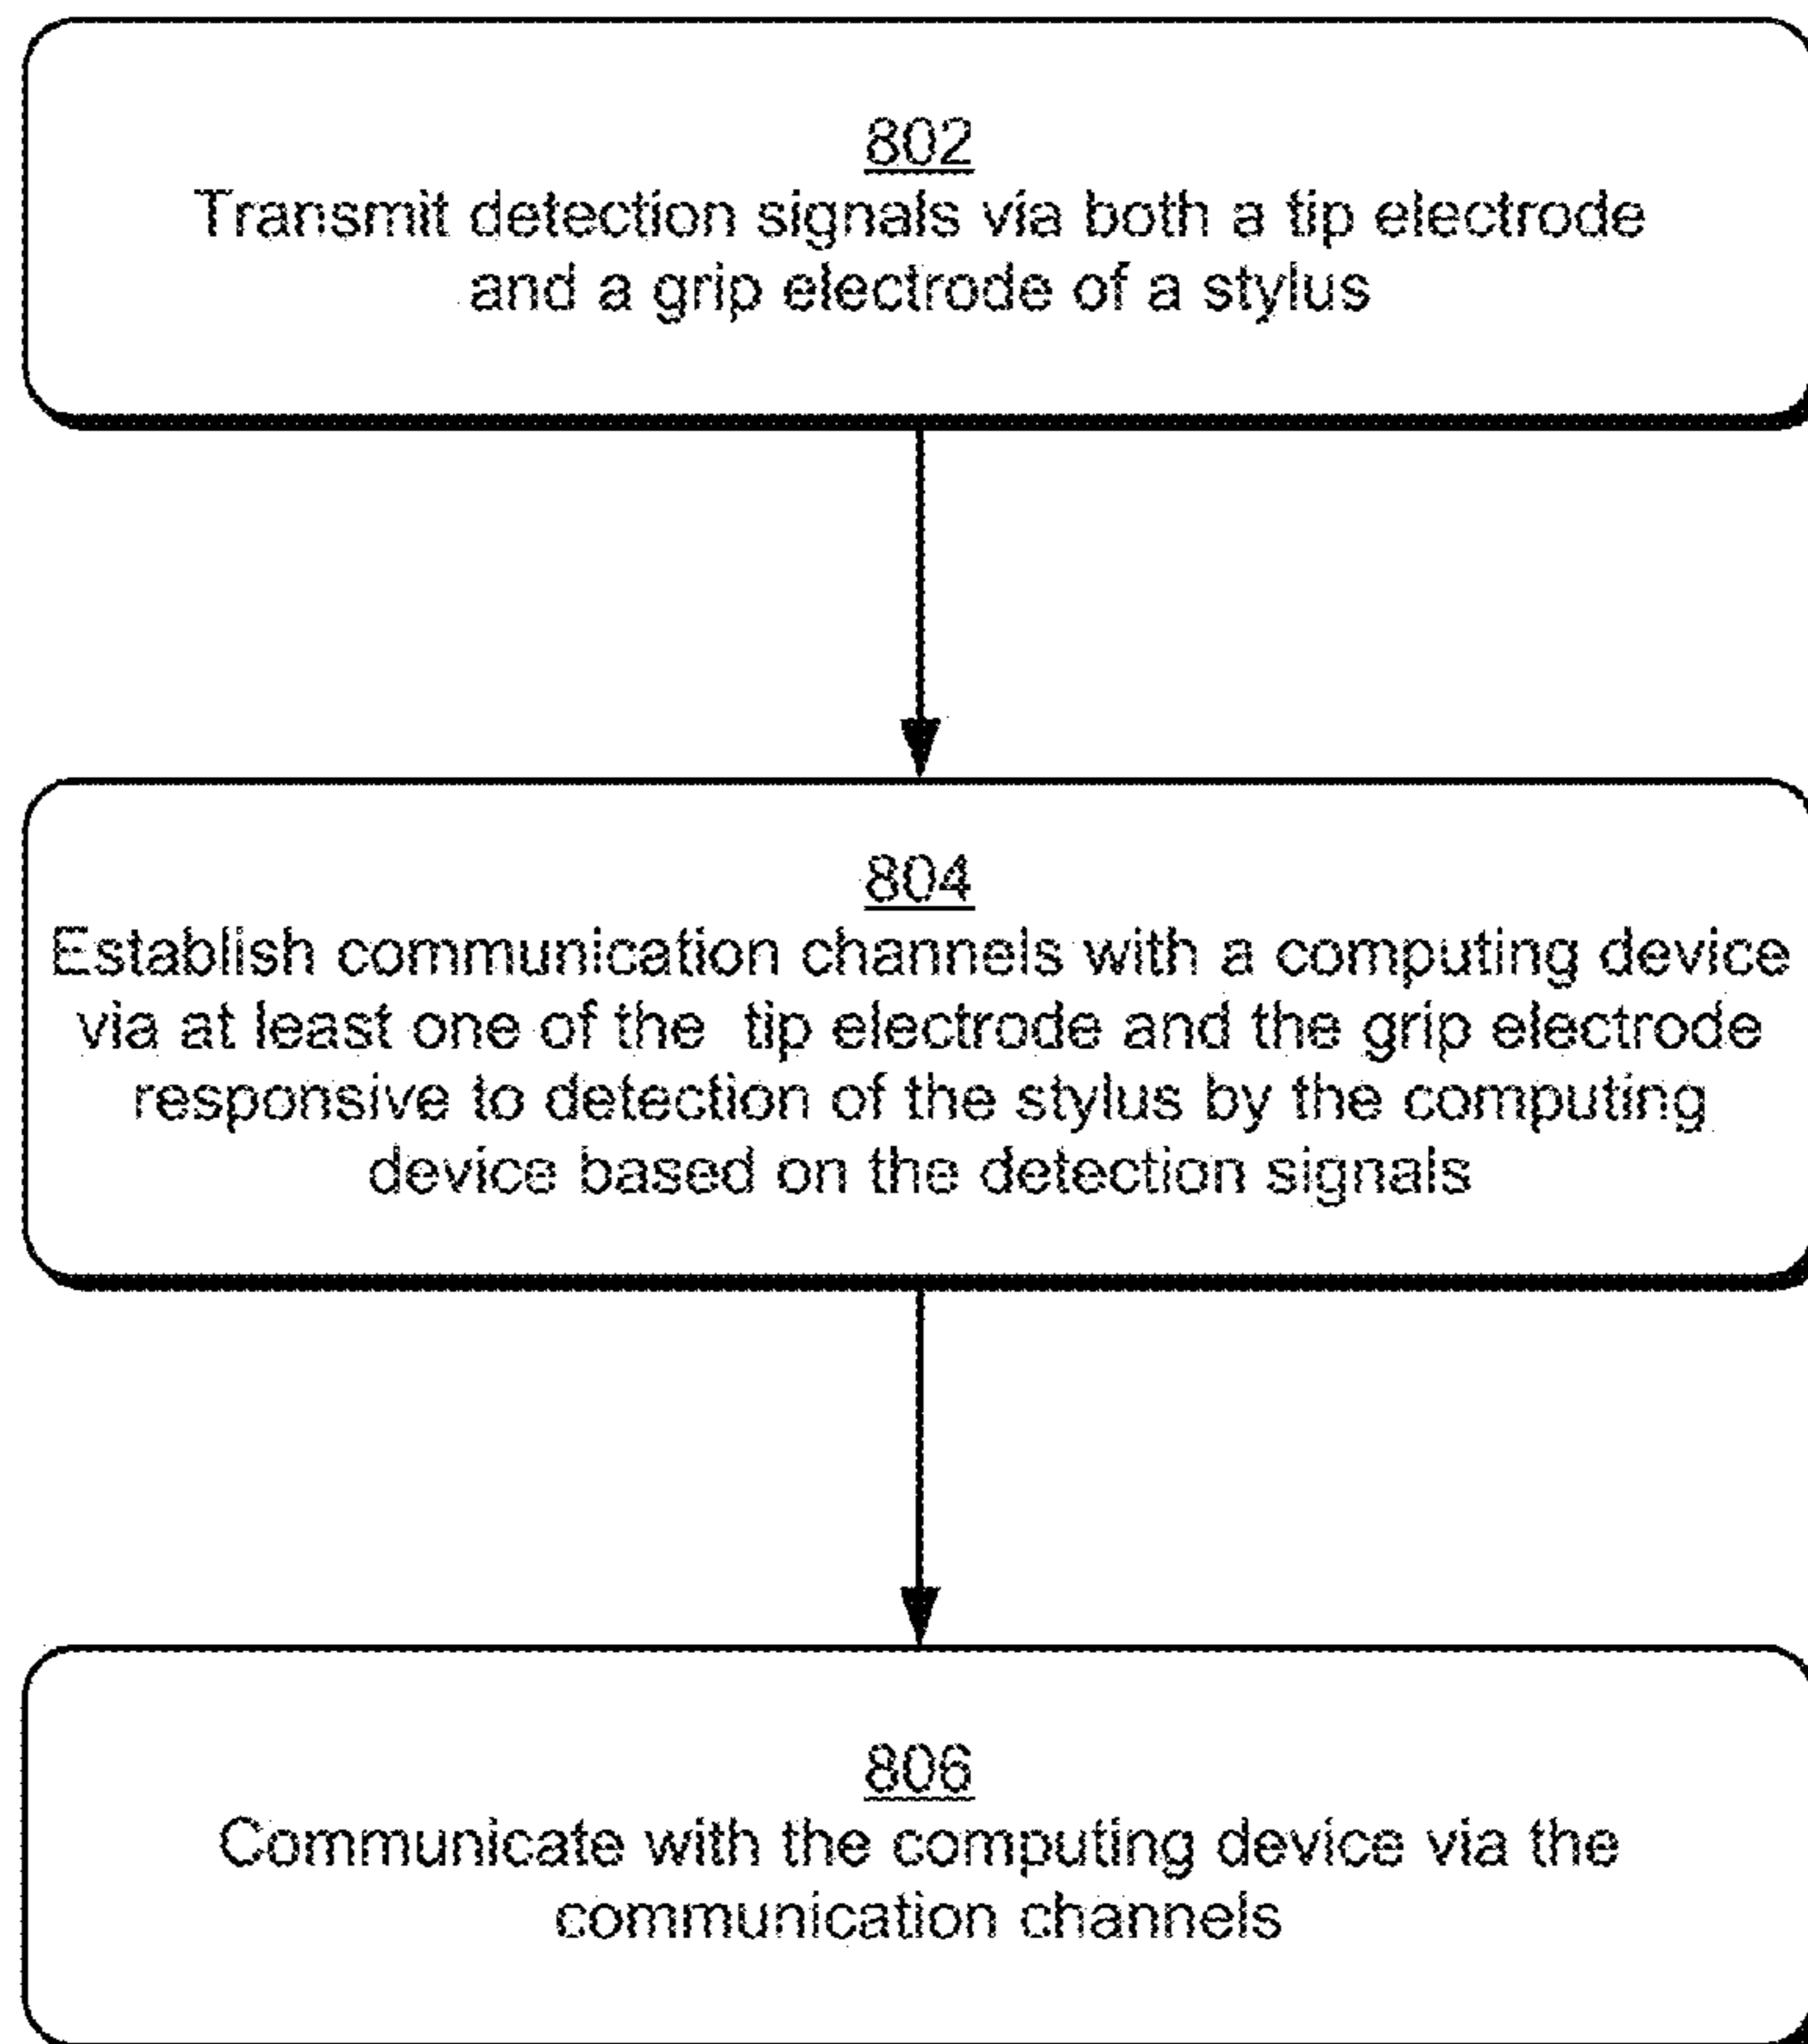 802
Transmit detection signals via both a tip electrode
and a grip electrode of a stylus
804
Establish communication channels with a computing device
via at least one of the tip electrode and the grip electrode
responsive to detection of the stylus by the computing
device based on the detection signals
806
Communicate with the computing device via the
communication channels